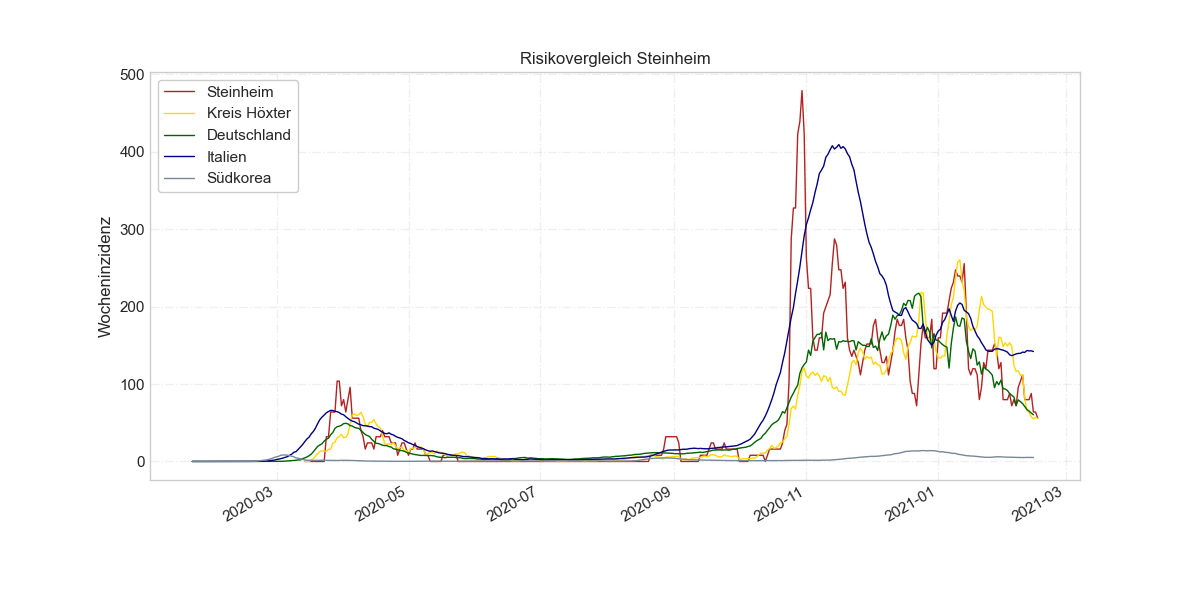 Risikovergleich Steinheim
Wocheninzidenz
500
400
300
200
100
0
Steinheim
Kreis Höxter
Deutschland
Italien
Südkorea
2020-03
2020-05
2020-07
2020-09
2020-11
2021-01
2021-03